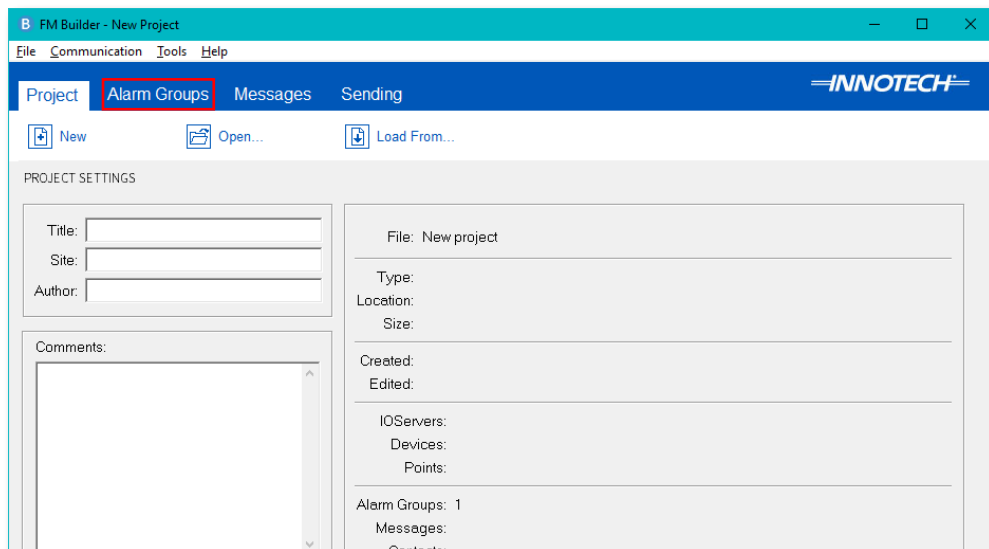 B FM Builder - New Project
File Communication Tools Help
Project Alarm Groups Messages Sending
INNOTECH
New Open... Load From...
PROJECT SETTINGS
Title:
Site:
Author:
Comments:
File: New project
Type:
Location:
Size:
Created:
Edited:
IOServers:
Devices:
Points:
Alarm Groups: 1
Messages: